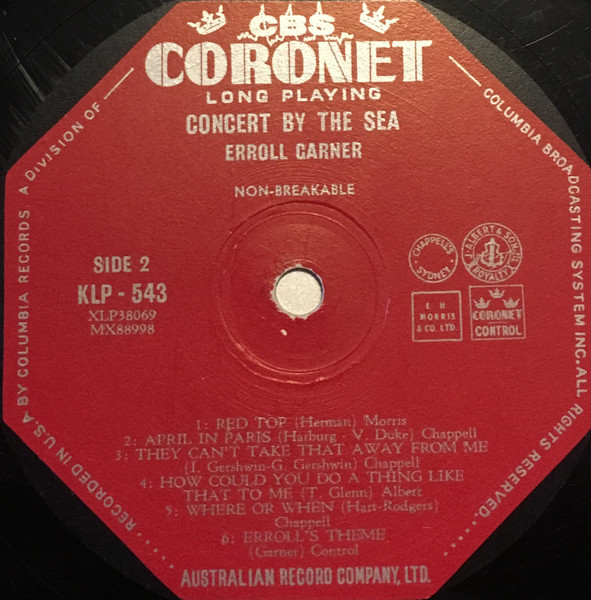 CBS
CORONET
LONG PLAYING
CONCERT BY THE SEA
ERROLL GARNER
NON-BREAKABLE
SIDE 2
KLP - 543
XLP38069
MX88998
CHAPPELL'S
SYDNEY
J. ALBERT & SON
ROYALTY
E. H.
MORRIS
& CO. LTD.
CORONET
CONTROL
1: RED TOP (Herman) Morris
2: APRIL IN PARIS (Harburg - V. Duke) Chappell
3: THEY CAN'T TAKE THAT AWAY FROM ME
(I. Gershwin-G. Gershwin) Chappell
4: HOW COULD YOU DO A THING LIKE
THAT TO ME (T. Glenn) Albert
5: WHERE OR WHEN (Hart-Rodgers)
Chappell
6: ERROLL'S THEME
(Garner) Control
AUSTRALIAN RECORD COMPANY, LTD.
.....RECORDED IN U.S.A BY COLUMBIA RECORDS. A DIVISION OF — COLUMBIA BROADCASTING SYSTEM INC. ALL RIGHTS RESERVED.....